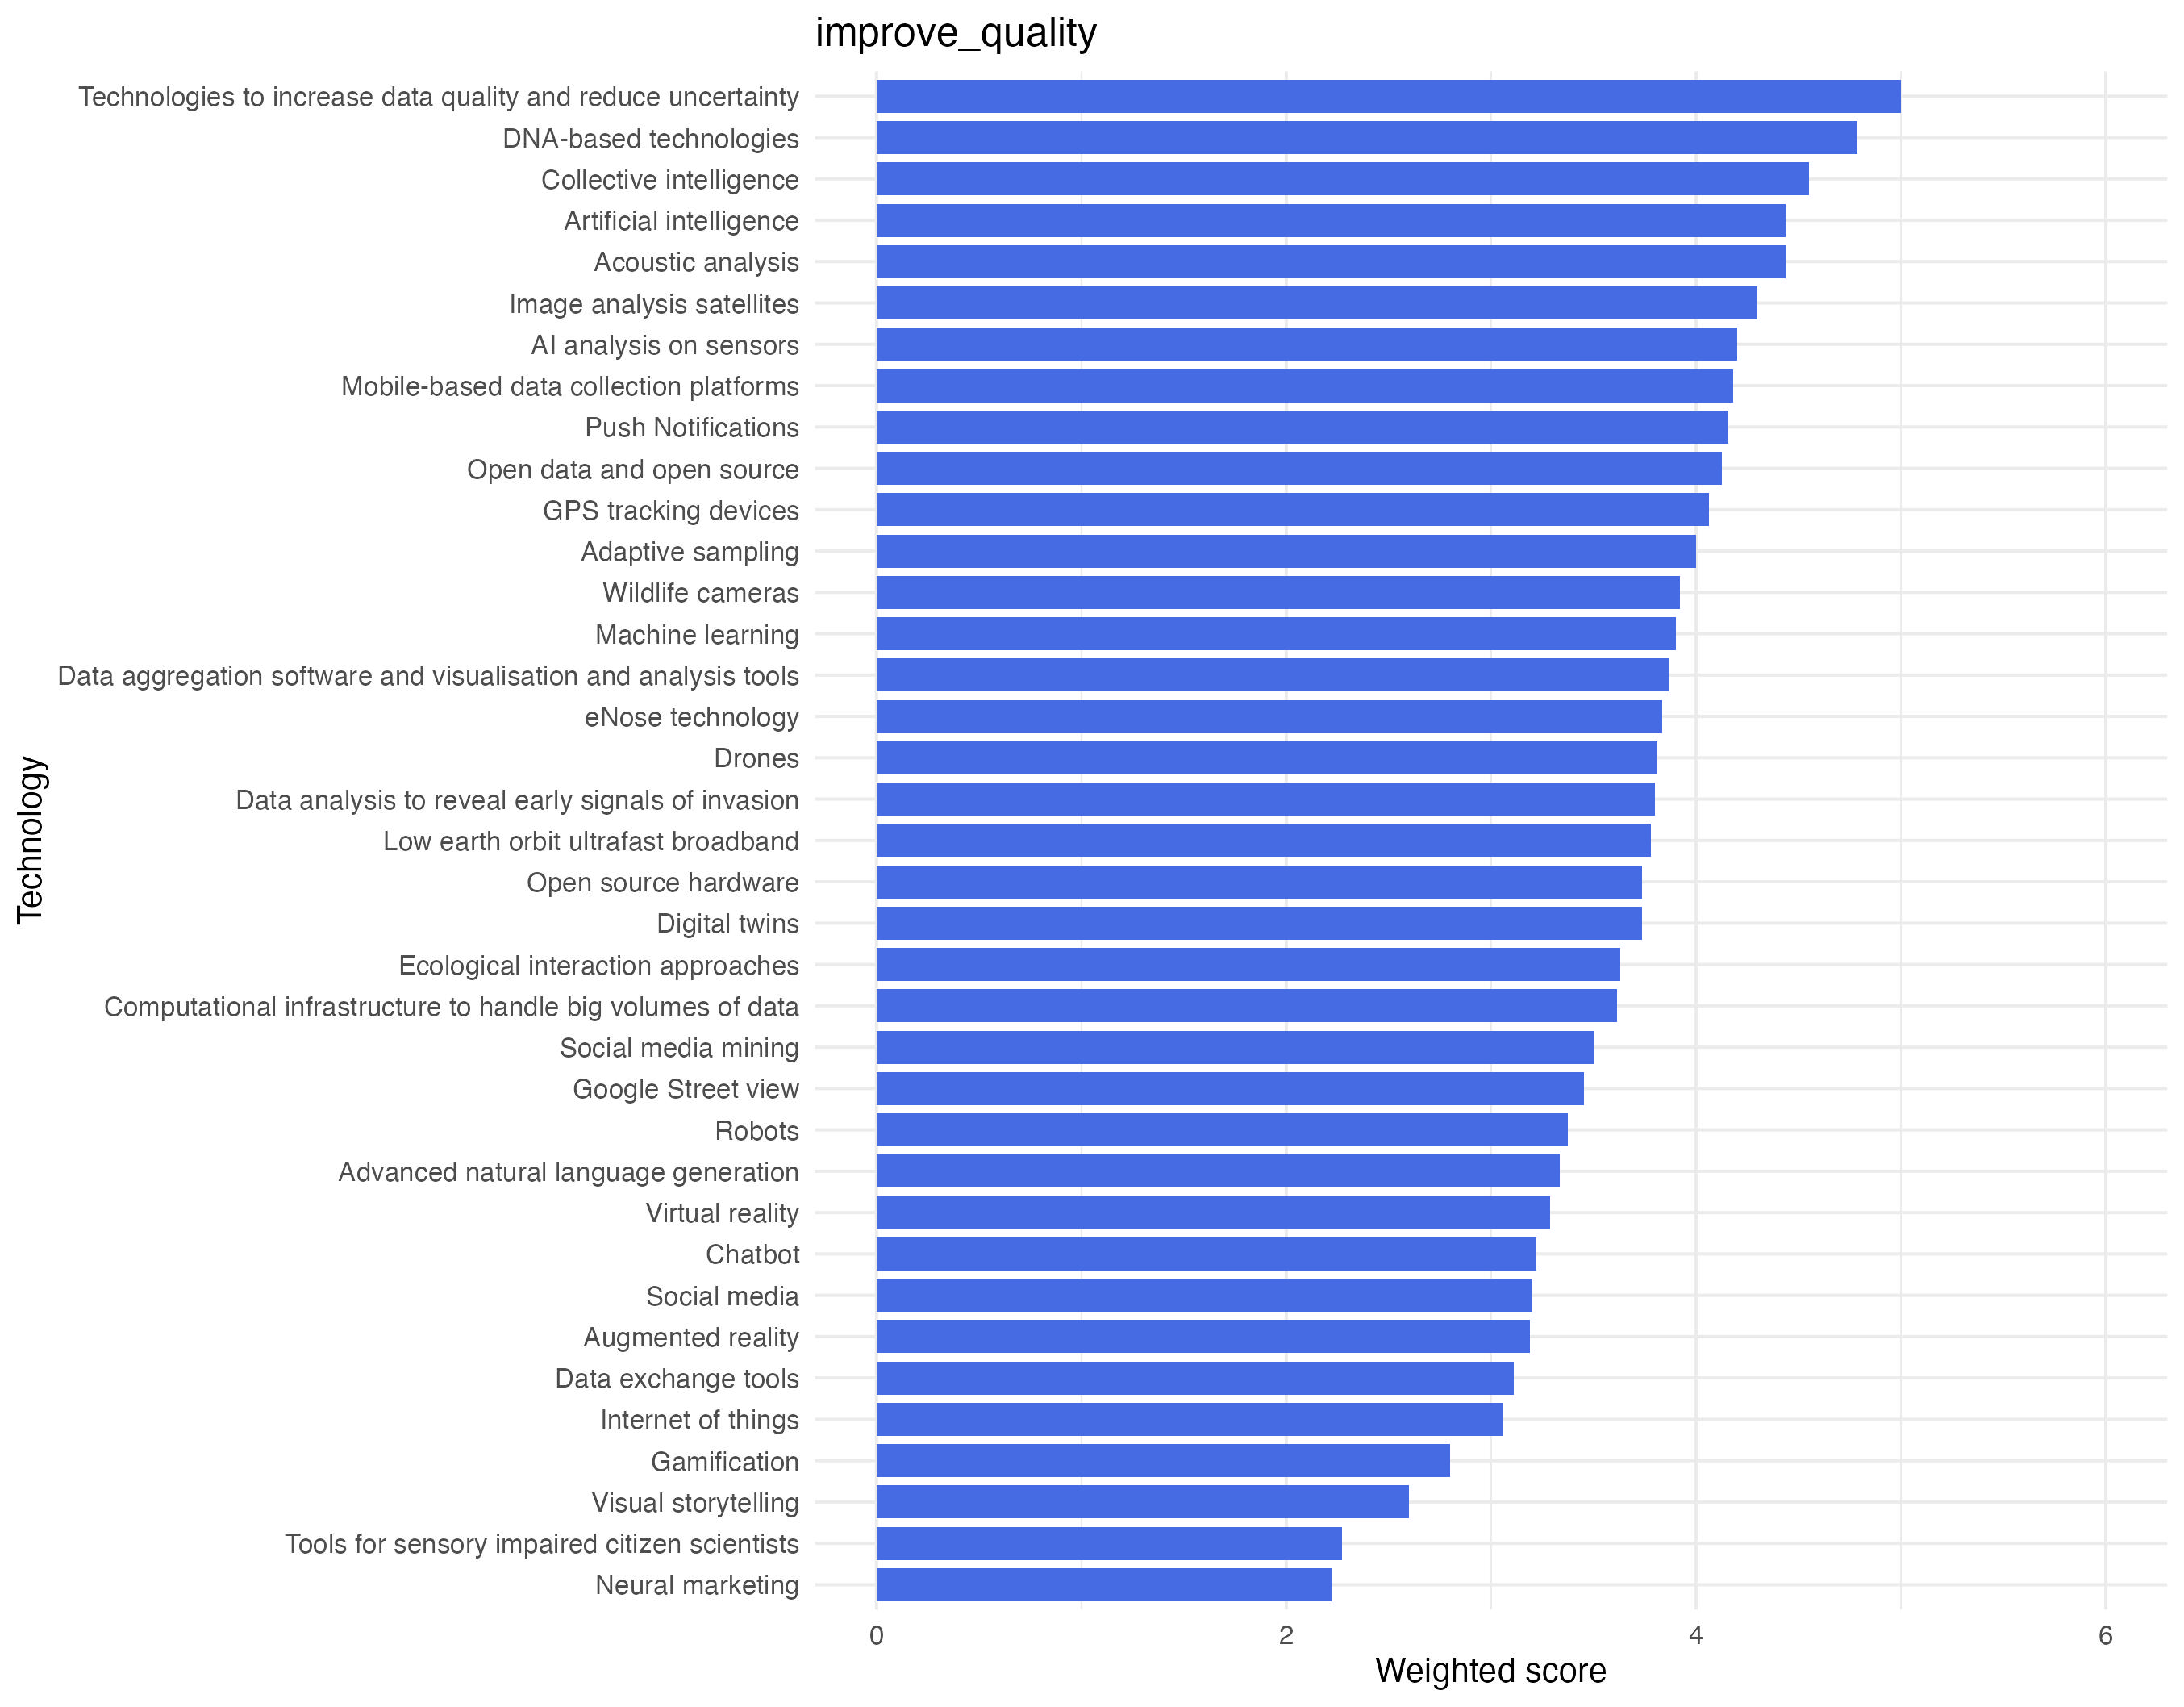 improve_quality
Technologies to increase data quality and reduce uncertainty
DNA-based technologies
Collective intelligence
Artificial intelligence
Acoustic analysis
Image analysis satellites
AI analysis on sensors
Mobile-based data collection platforms
Push Notifications
Open data and open source
GPS tracking devices
Adaptive sampling
Wildlife cameras
Machine learning
Data aggregation software and visualisation and analysis tools
eNose technology
Drones
Data analysis to reveal early signals of invasion
Low earth orbit ultrafast broadband
Open source hardware
Digital twins
Ecological interaction approaches
Computational infrastructure to handle big volumes of data
Social media mining
Google Street view
Robots
Advanced natural language generation
Virtual reality
Chatbot
Social media
Augmented reality
Data exchange tools
Internet of things
Gamification
Visual storytelling
Tools for sensory impaired citizen scientists
Neural marketing
Technology
0 2 4 6
Weighted score